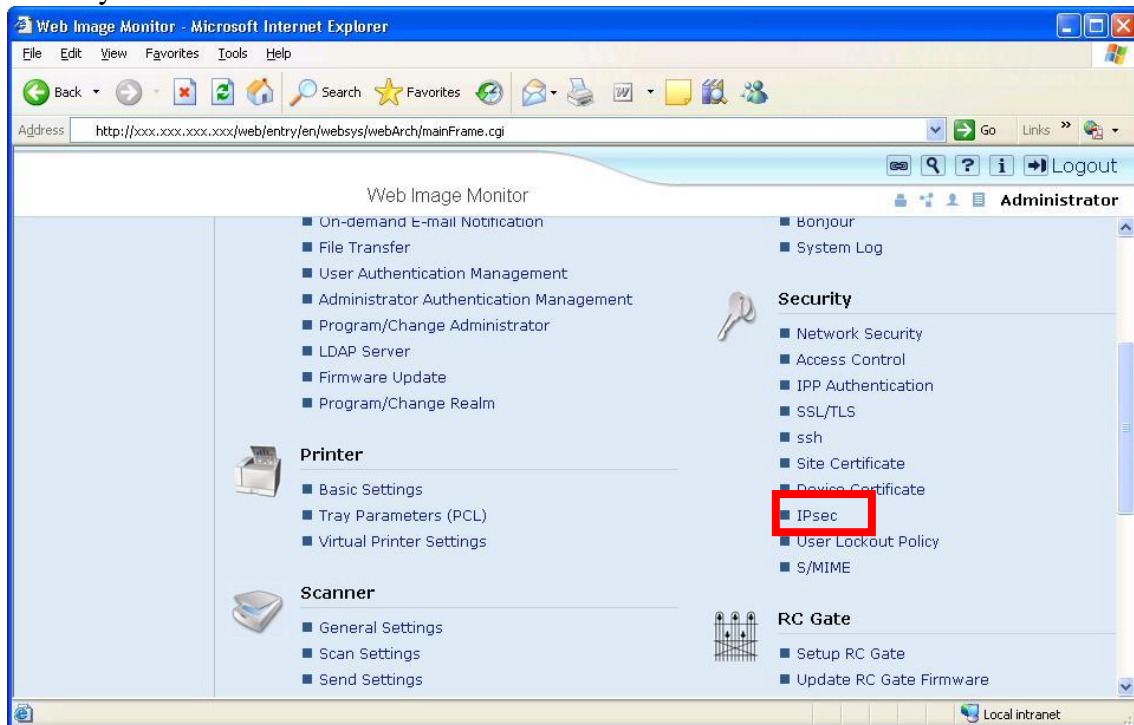 Web Image Monitor - Microsoft Internet Explorer
File Edit View Favorites Tools Help
Back Search Favorites
Address http://xxx.xxx.xxx.xxx/web/entry/en/websys/webArch/mainFrame.cgi Go Links »
? i Logout
Web Image Monitor
Administrator
On-demand E-mail Notification
File Transfer
User Authentication Management
Administrator Authentication Management
Program/Change Administrator
LDAP Server
Firmware Update
Program/Change Realm
Printer
Basic Settings
Tray Parameters (PCL)
Virtual Printer Settings
Scanner
General Settings
Scan Settings
Send Settings
Bonjour
System Log
Security
Network Security
Access Control
IPP Authentication
SSL/TLS
ssh
Site Certificate
Device Certificate
IPsec
User Lockout Policy
S/MIME
RC Gate
Setup RC Gate
Update RC Gate Firmware
Local intranet